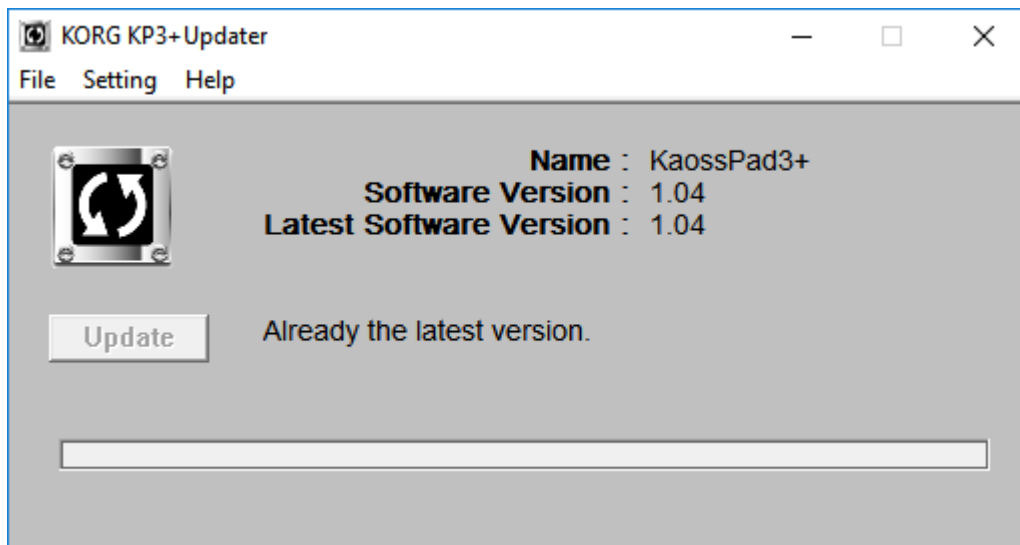 KORG KP3+Updater
File Setting Help
Name : KaossPad3+
Software Version : 1.04
Latest Software Version : 1.04
Update
Already the latest version.